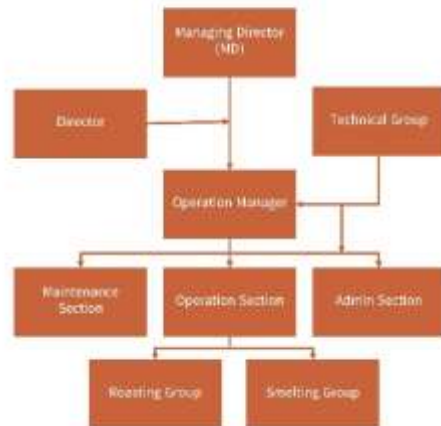 Managing Director
(MD)
Director
Technical Group
Operation Manager
Maintenance
Section
Operation Section
Admin Section
Roasting Group
Smelting Group